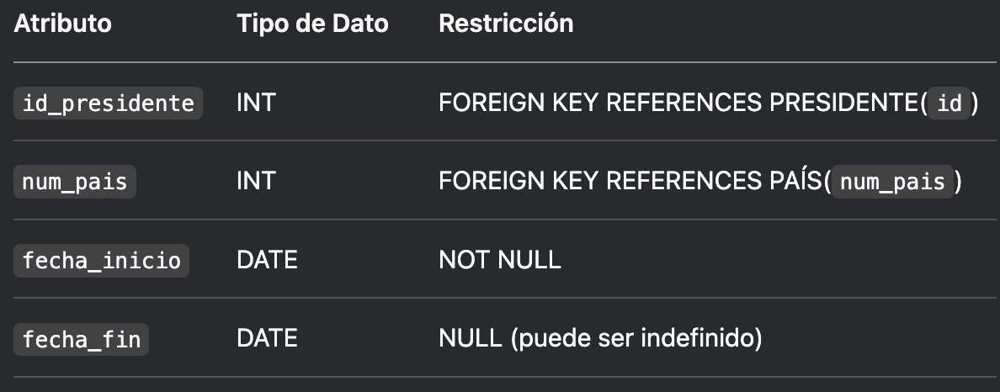 Atributo Tipo de Dato Restricción
id_presidente INT FOREIGN KEY REFERENCES PRESIDENTE( id )
num_pais INT FOREIGN KEY REFERENCES PAÍS( num_pais )
fecha_inicio DATE NOT NULL
fecha_fin DATE NULL (puede ser indefinido)